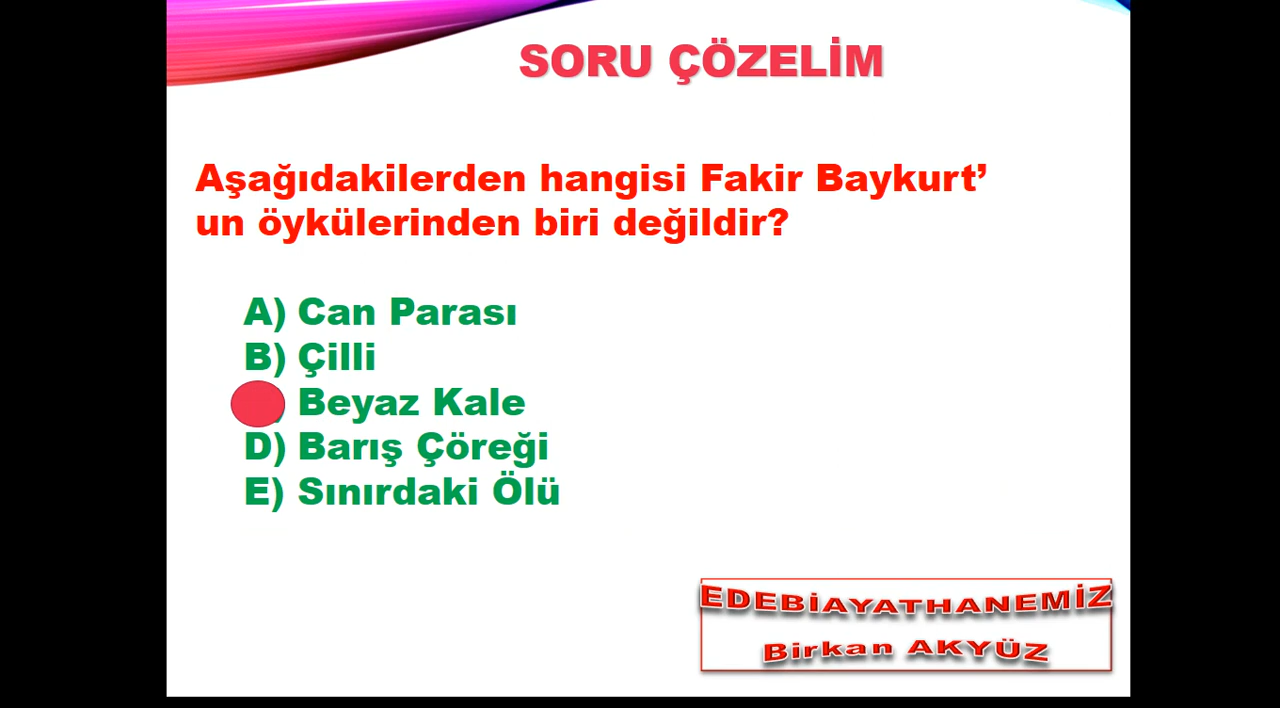 SORU ÇÖZELİM
Aşağıdakilerden hangisi Fakir Baykurt’
un öykülerinden biri değildir?
A) Can Parası
B) Çilli
Beyaz Kale
D) Barış Çöreği
E) Sınırdaki Ölü
EDEBİAYATHANEMİZ
Birkan AKYÜZ